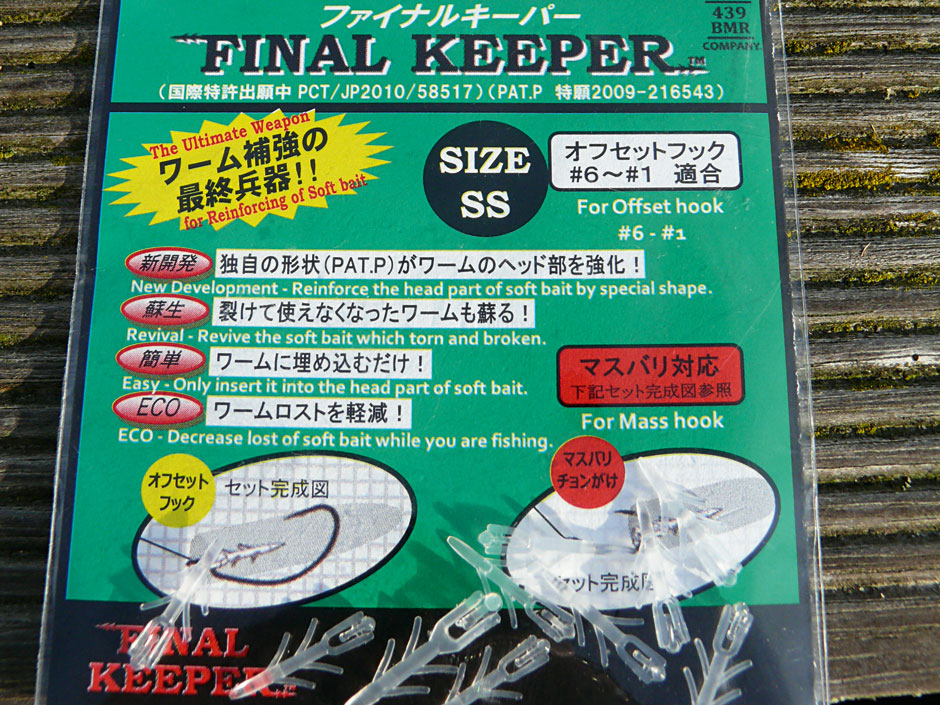 ファイナルキーパー
439
BMR
COMPANY
FINAL KEEPER TM
(国際特許出願中 PCT/JP2010/58517)(PAT.P 特願2009-216543)
The Ultimate Weapon
ワーム補強の
最終兵器!!
for Reinforcing of Soft bait
SIZE
SS
オフセットフック
#6~#1 適合
For Offset hook
#6 - #1
新開発 独自の形状(PAT.P)がワームのヘッド部を強化!
New Development - Reinforce the head part of soft bait by special shape.
蘇生 裂けて使えなくなったワームも蘇る!
Revival - Revive the soft bait which torn and broken.
簡単 ワームに埋め込むだけ!
Easy - Only insert it into the head part of soft bait.
ECO ワームロストを軽減!
ECO - Decrease lost of soft bait while you are fishing.
マスバリ対応
下記セット完成図参照
For Mass hook
オフセット
フック
セット完成図
マスバリ
チョンがけ
セット完成図
FINAL
KEEPER